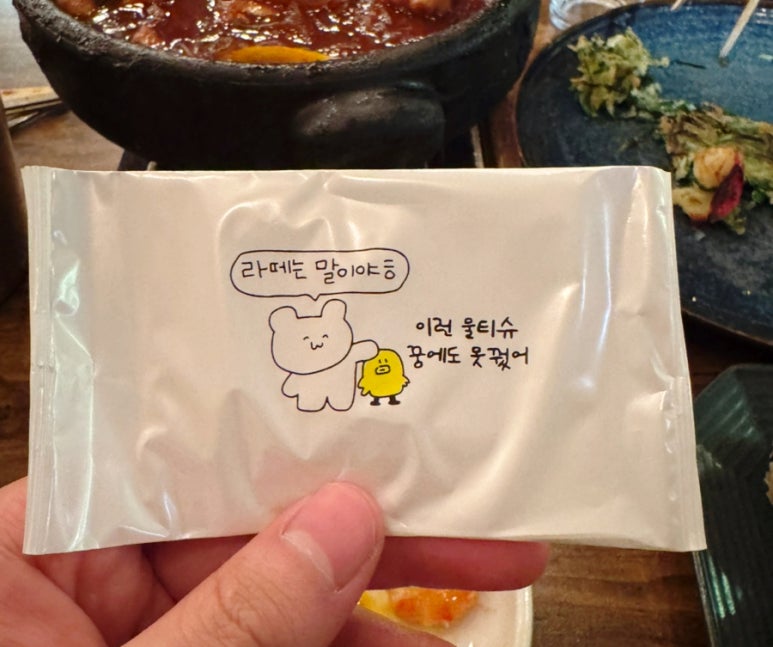 라떼는 말이야ㅎ
이런 물티슈
꿈에도 못꿨어